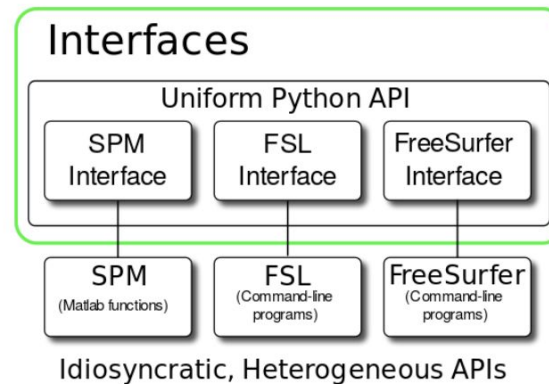 Interfaces
Uniform Python API
SPM
Interface
FSL
Interface
FreeSurfer
Interface
SPM
(Matlab functions)
FSL
(Command-line
programs)
FreeSurfer
(Command-line
programs)
Idiosyncratic, Heterogeneous APIs